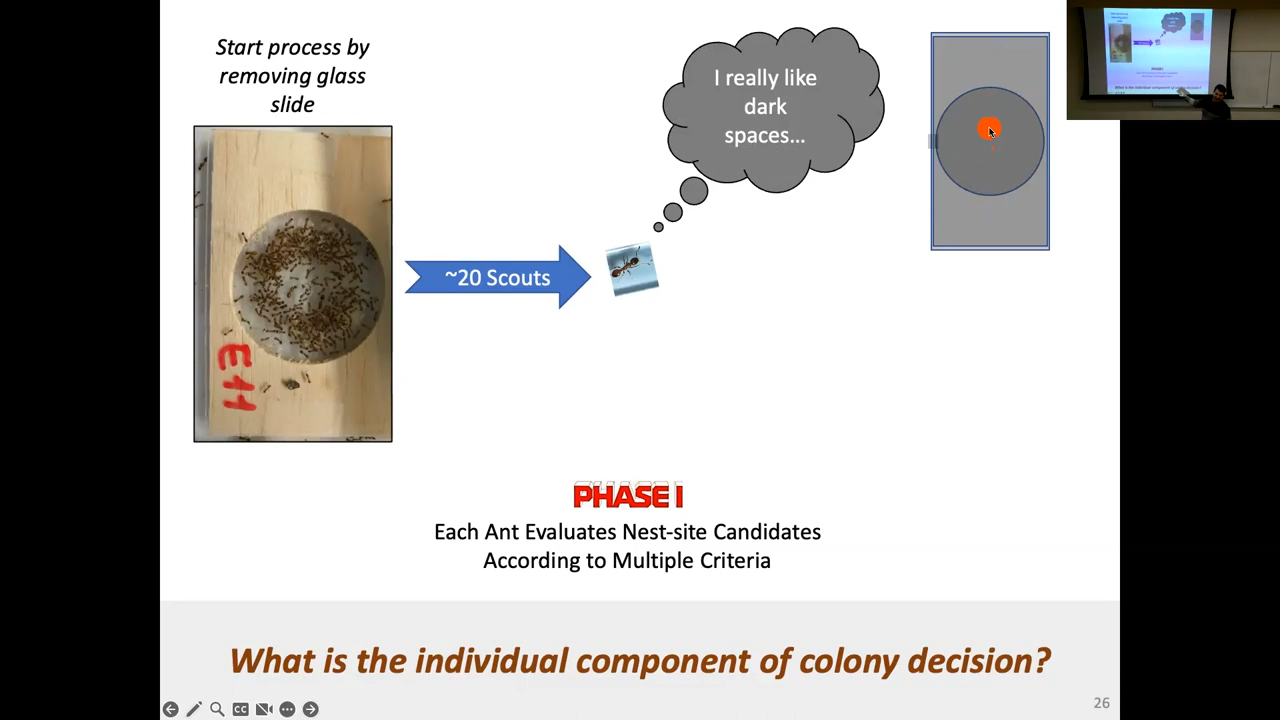 Start process by
removing glass
slide
E11
~20 Scouts
I really like
dark
spaces...
PHASE I
Each Ant Evaluates Nest-site Candidates
According to Multiple Criteria
What is the individual component of colony decision?
CC
26